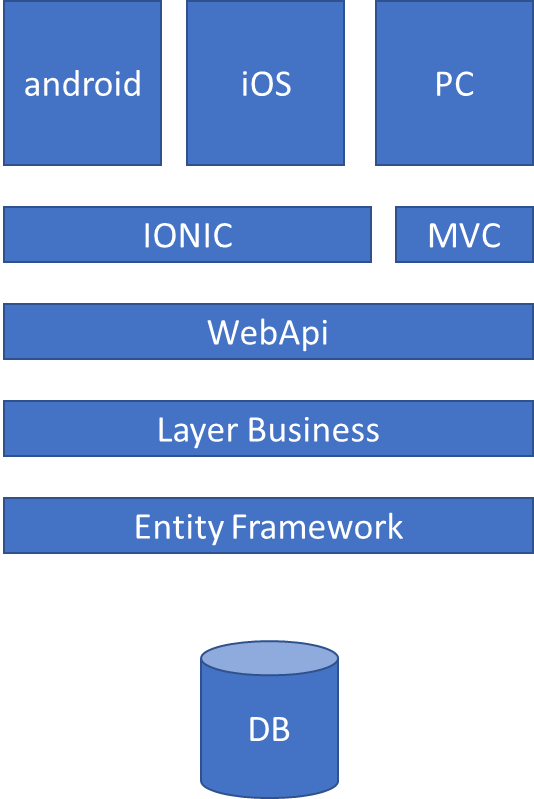 android
iOS
PC
IONIC
MVC
WebApi
Layer Business
Entity Framework
DB